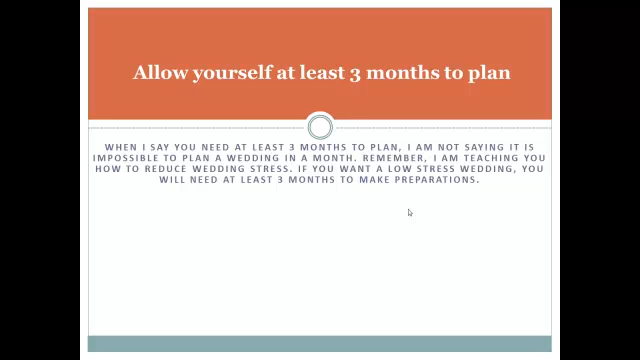 Allow yourself at least 3 months to plan
WHEN I SAY YOU NEED AT LEAST 3 MONTHS TO PLAN, I AM NOT SAYING IT IS
IMPOSSIBLE TO PLAN A WEDDING IN A MONTH. REMEMBER, I AM TEACHING YOU
HOW TO REDUCE WEDDING STRESS. IF YOU WANT A LOW STRESS WEDDING, YOU
WILL NEED AT LEAST 3 MONTHS TO MAKE PREPARATIONS.